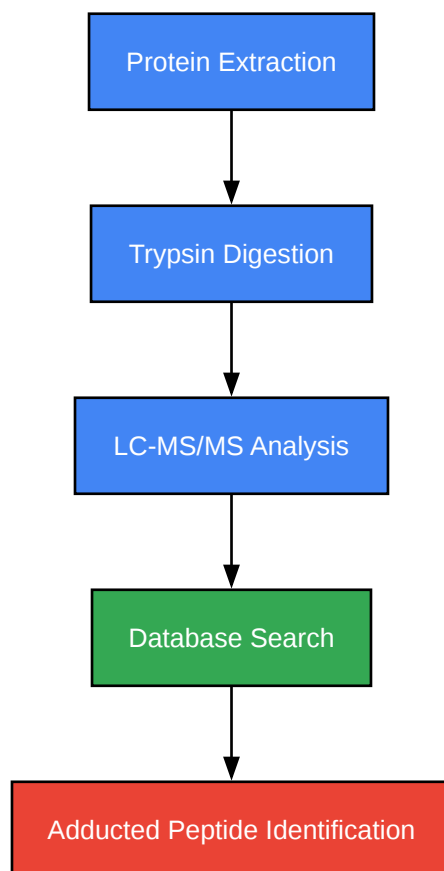 Protein Extraction
Trypsin Digestion
LC-MS/MS Analysis
Database Search
Adducted Peptide Identification